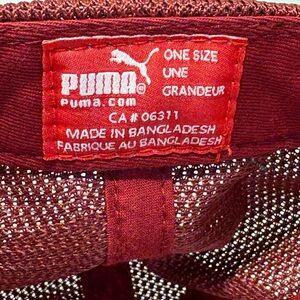 PUMA
Puma.com
ONE SIZE
UNE
GRANDEUR
CA # 06311
MADE IN BANGLADESH
FABRIQUE AU BANGLADESH